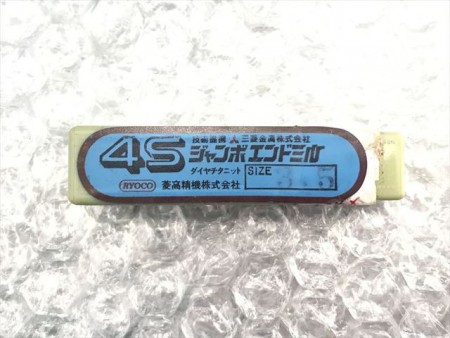 技術提携 三菱金属株式会社
4S ジャンボエンドミル
ダイヤチタニット SIZE
RYOCO 菱高精機株式会社